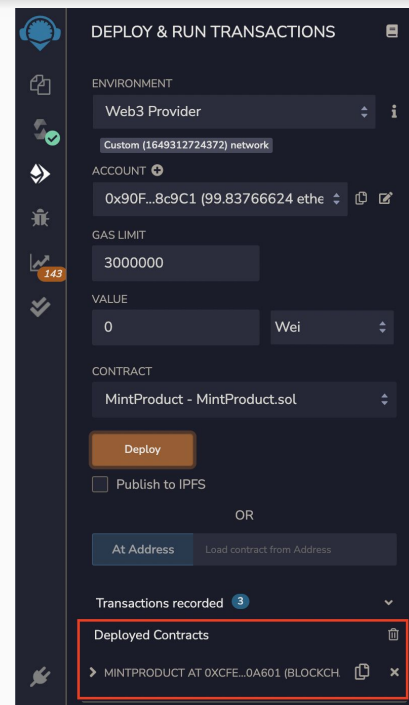 DEPLOY & RUN TRANSACTIONS
ENVIRONMENT
Web3 Provider
i
Custom (1649312724372) network
ACCOUNT
0x90F...8c9C1 (99.83766624 ethe
GAS LIMIT
3000000
143
VALUE
0
Wei
CONTRACT
MintProduct - MintProduct.sol
Deploy
Publish to IPFS
OR
At Address
Load contract from Address
Transactions recorded 3
Deployed Contracts
MINTPRODUCT AT 0XCFE...0A601 (BLOCKCH